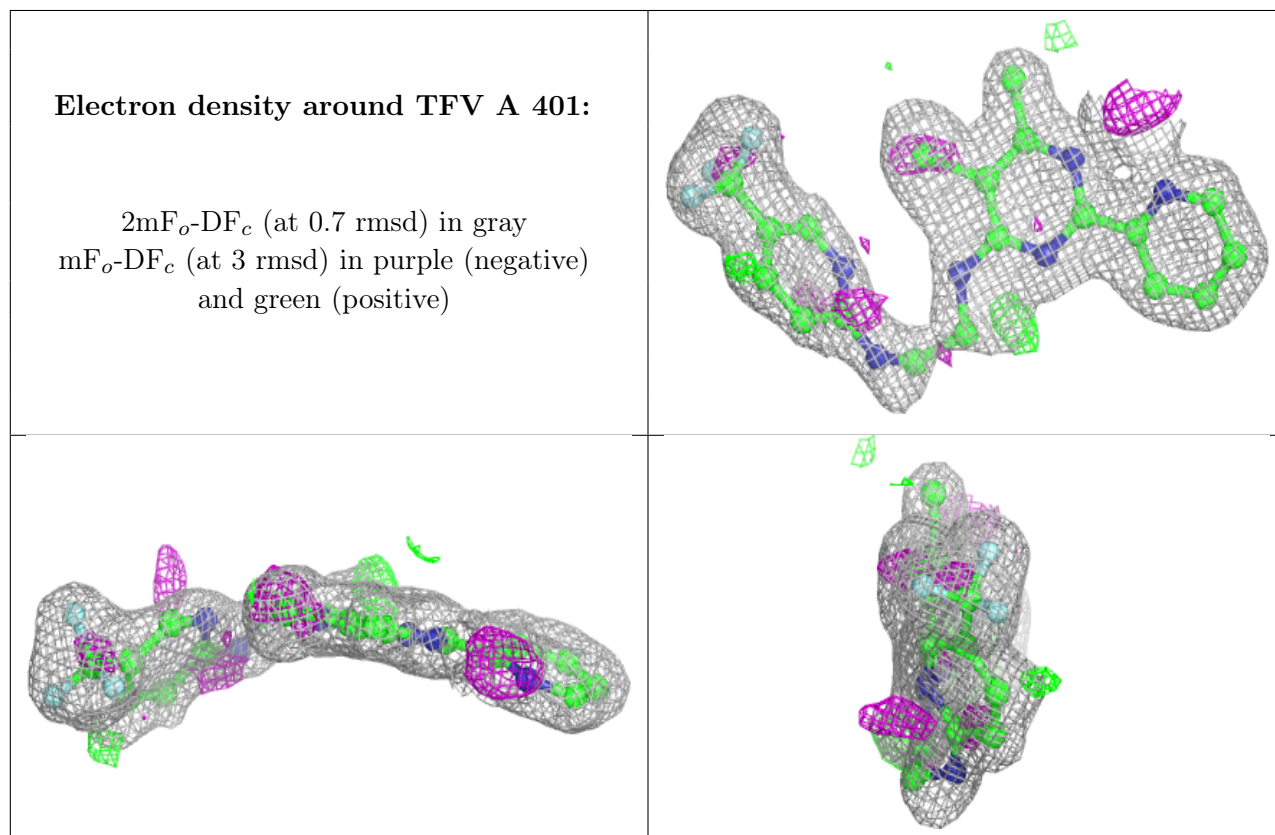 Electron density around TFV A 401:
2mFo-DFc (at 0.7 rmsd) in gray
mFo-DFc (at 3 rmsd) in purple (negative)
and green (positive)